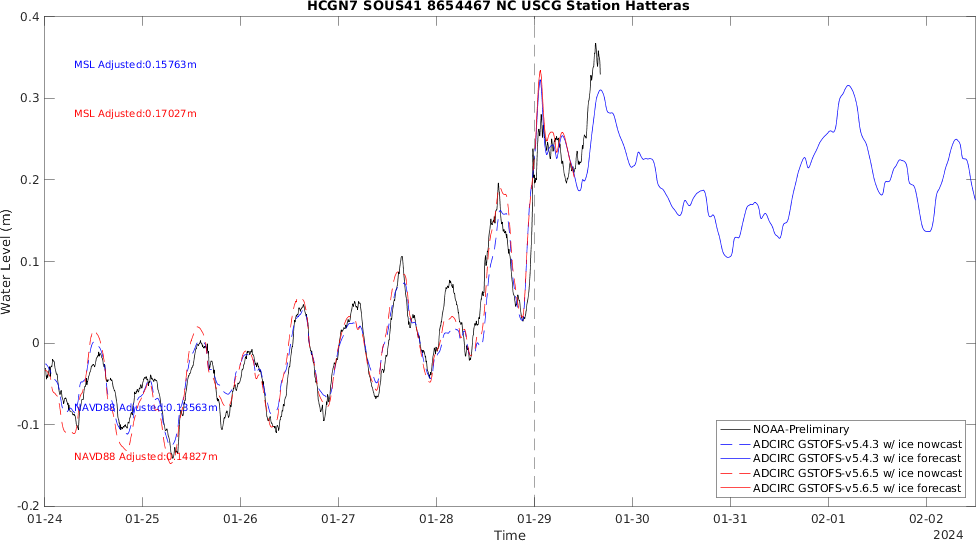 HCGN7 SOUS41 8654467 NC USCG Station Hatteras
0.4
MSL Adjusted:0.15763m
0.3
MSL Adjusted:0.17027m
0.2
0.1
Water Level (m)
0
NAVD88 Adjusted:0.13563m
-0.1
NAVD88 Adjusted:0.14827m
-0.2
NOAA-Preliminary
ADCIRC GSTOFS-v5.4.3 w/ ice nowcast
ADCIRC GSTOFS-v5.4.3 w/ ice forecast
ADCIRC GSTOFS-v5.6.5 w/ ice nowcast
ADCIRC GSTOFS-v5.6.5 w/ ice forecast
01-24 01-25 01-26 01-27 01-28 01-29 01-30 01-31 02-01 02-02
Time
2024